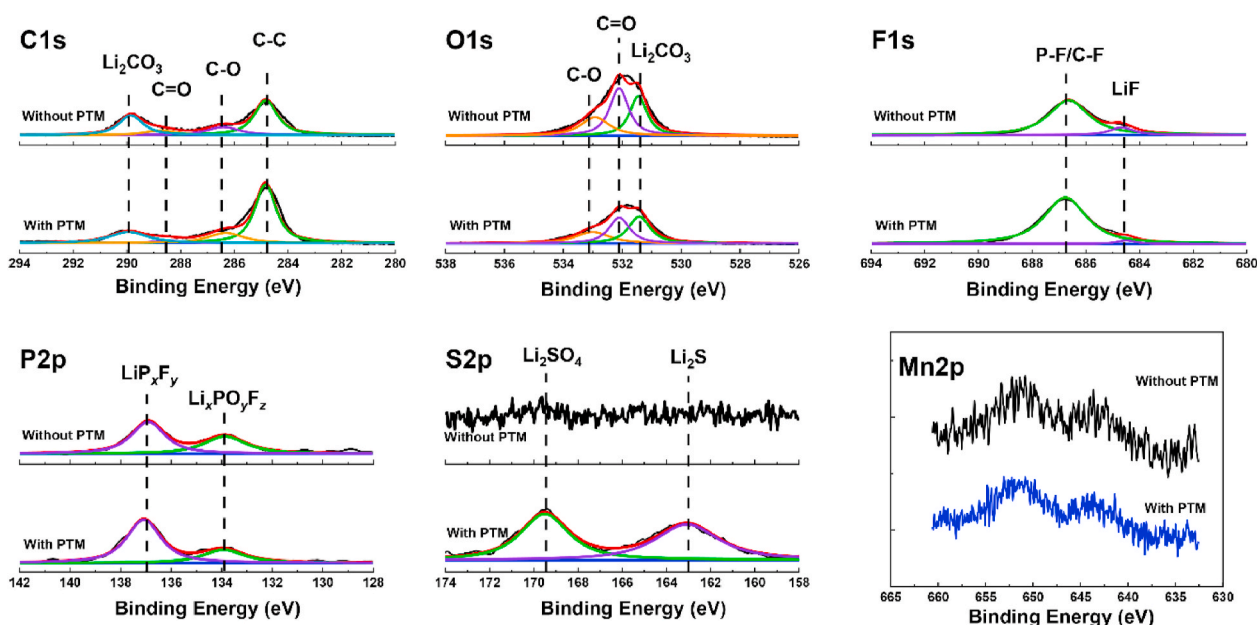 C1s
Li₂CO₃
C=O
C-O
C-C
Without PTM
With PTM
294 292 290 288 286 284 282 280
Binding Energy (eV)
O1s
C=O
Li₂CO₃
C-O
Without PTM
With PTM
538 536 534 532 530 528 526
Binding Energy (eV)
F1s
P-F/C-F
LiF
Without PTM
With PTM
694 692 690 688 686 684 682 680
Binding Energy (eV)
P2p
LiPₓFᵧ
LiₓPOᵧF_z
Without PTM
With PTM
142 140 138 136 134 132 130 128
Binding Energy (eV)
S2p
Li₂SO₄
Li₂S
Without PTM
With PTM
174 172 170 168 166 164 162 160 158
Binding Energy (eV)
Mn2p
Without PTM
With PTM
665 660 655 650 645 640 635 630
Binding Energy (eV)